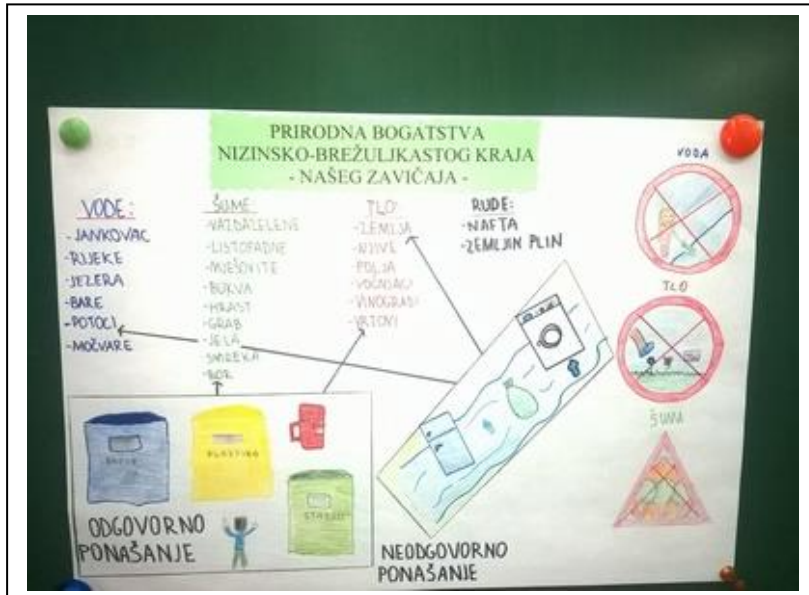 PRIRODNA BOGATSTVA
NIZINSKO-BREŽULJKASTOG KRAJA
- NAŠEG ZAVIČAJA -
VODE:
-JANKOVAC
-RIJEKE
-JEZERA
-BARE
-POTOCI
-MOČVARE
ŠUME:
-VAZDAZELENE
-LISTOPADNE
-MJEŠOVITE
-BUKVA
-HRAST
-GRAB
-JELA
SMREKA
-BOR
TLO
-ZEMLJA
-NJIVE
-POLJA
-VOĆNJACI
-VINOGRADI
-VRTOVI
RUDE:
-NAFTA
-ZEMLJIN PLIN
VODA
TLO
ŠUMA
PAPIR
PLASTIKA
STAKLO
ODGOVORNO
PONAŠANJE
NEODGOVORNO
PONAŠANJE